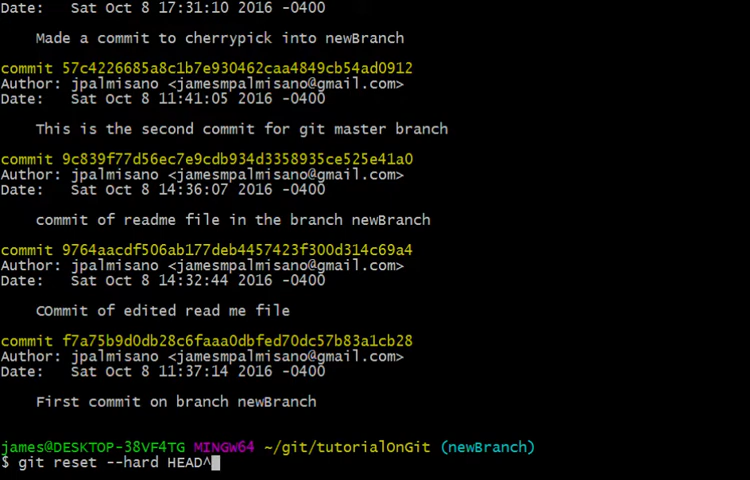 Date:   Sat Oct 8 17:31:10 2016 -0400
Made a commit to cherrypick into newBranch
commit 57c4226685a8c1b7e930462caa4849cb54ad0912
Author: jpalmisano <jamesmpalmisano@gmail.com>
Date:   Sat Oct 8 11:41:05 2016 -0400
This is the second commit for git master branch
commit 9c839f77d56ec7e9cdb934d3358935ce525e41a0
Author: jpalmisano <jamesmpalmisano@gmail.com>
Date:   Sat Oct 8 14:36:07 2016 -0400
commit of readme file in the branch newBranch
commit 9764aacdf506ab177deb4457423f300d314c69a4
Author: jpalmisano <jamesmpalmisano@gmail.com>
Date:   Sat Oct 8 14:32:44 2016 -0400
COmmit of edited read me file
commit f7a75b9d0db28c6faaa0dbfed70dc57b83a1cb28
Author: jpalmisano <jamesmpalmisano@gmail.com>
Date:   Sat Oct 8 11:37:14 2016 -0400
First commit on branch newBranch
james@DESKTOP-38VF4TG MINGW64 ~/git/tutorialOnGit (newBranch)
$ git reset --hard HEAD^